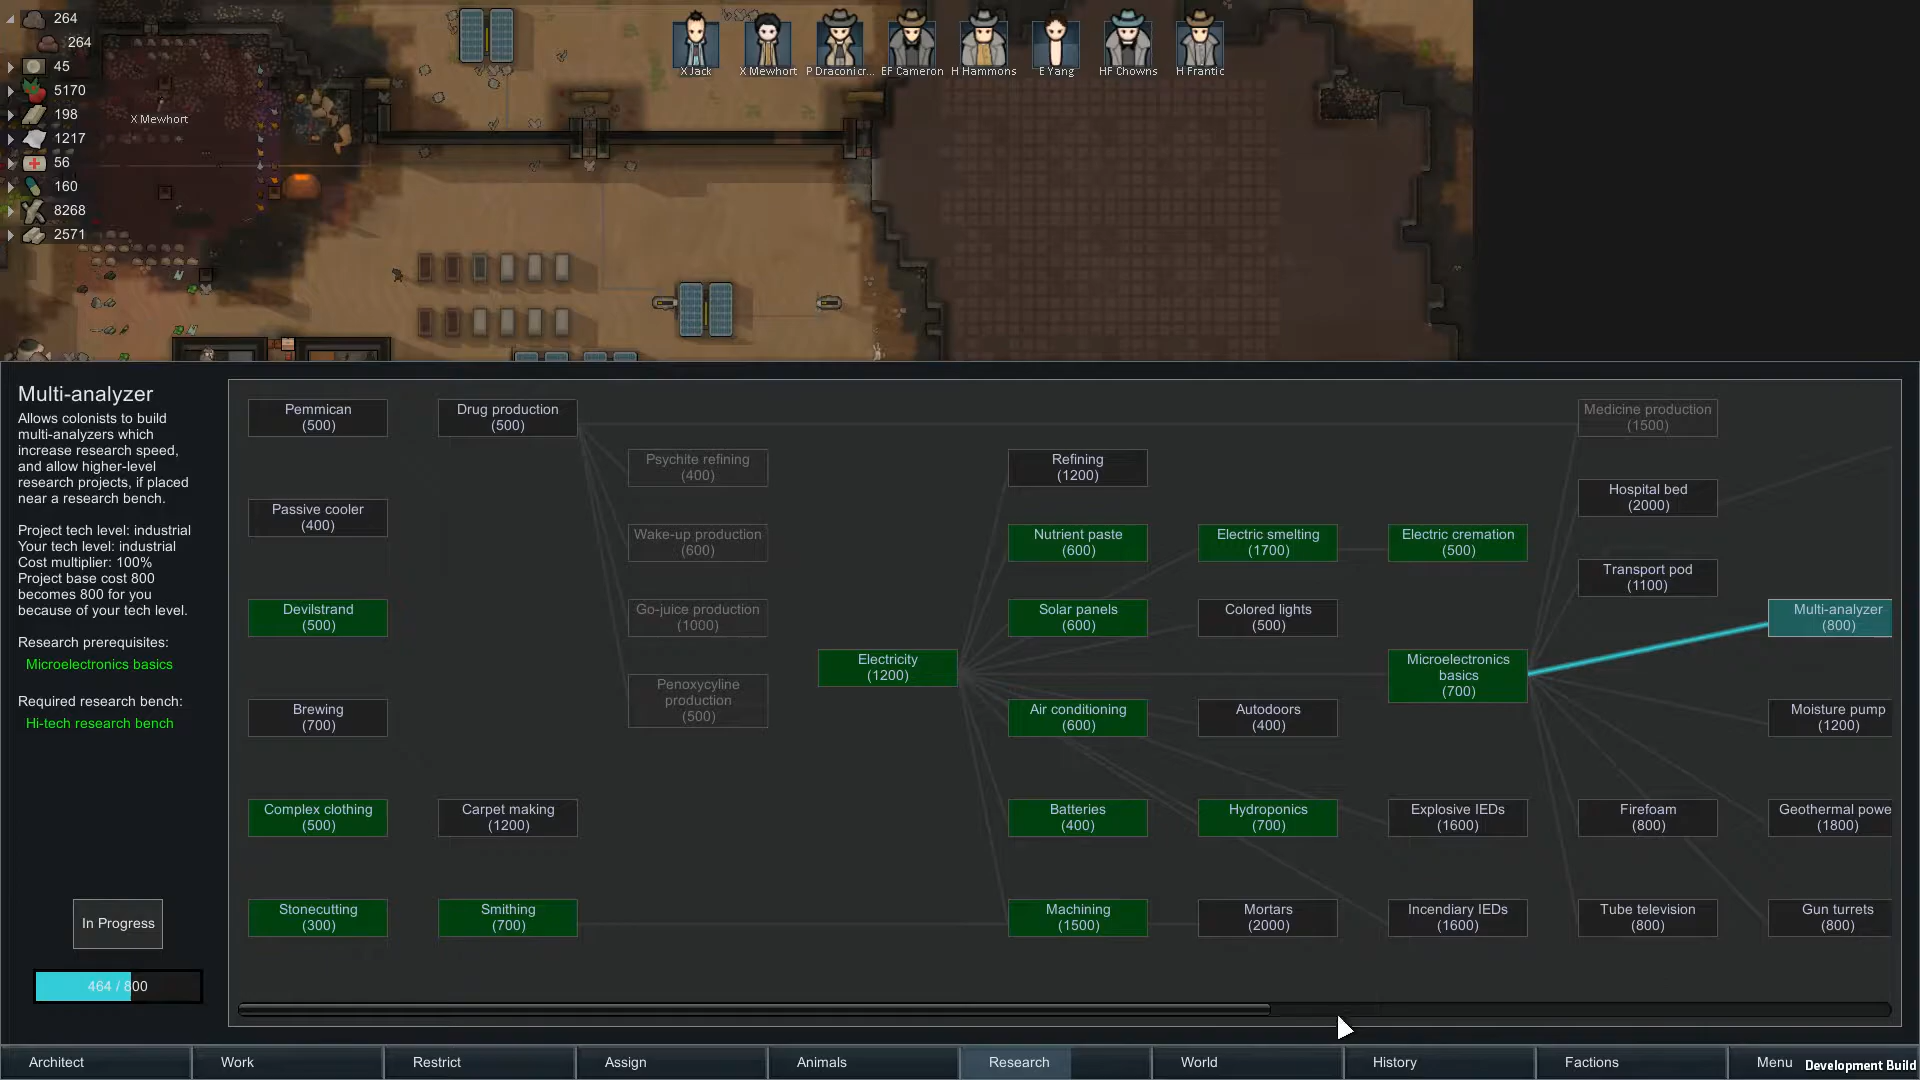 264
264
45
5170
198
1217
56
160
8268
2571
X Jack
X Mewhort
P Draconicr...
EF Cameron
H Hammons
E Yang
HF Chowns
H Frantic
X Mewhort
Multi-analyzer
Allows colonists to build
multi-analyzers which
increase research speed,
and allow higher-level
research projects, if placed
near a research bench.
Project tech level: industrial
Your tech level: industrial
Cost multiplier: 100%
Project base cost 800
becomes 800 for you
because of your tech level.
Research prerequisites:
Microelectronics basics
Required research bench:
Hi-tech research bench
In Progress
464 / 800
Pemmican
(500)
Drug production
(500)
Medicine production
(1500)
Psychite refining
(400)
Refining
(1200)
Hospital bed
(2000)
Passive cooler
(400)
Wake-up production
(600)
Nutrient paste
(600)
Electric smelting
(1700)
Electric cremation
(500)
Transport pod
(1100)
Devilstrand
(500)
Go-juice production
(1000)
Solar panels
(600)
Colored lights
(500)
Multi-analyzer
(800)
Electricity
(1200)
Microelectronics
basics
(700)
Penoxycyline
production
(500)
Brewing
(700)
Air conditioning
(600)
Autodoors
(400)
Moisture pump
(1200)
Complex clothing
(500)
Carpet making
(1200)
Batteries
(400)
Hydroponics
(700)
Explosive IEDs
(1600)
Firefoam
(800)
Geothermal powe
(1800)
Stonecutting
(300)
Smithing
(700)
Machining
(1500)
Mortars
(2000)
Incendiary IEDs
(1600)
Tube television
(800)
Gun turrets
(800)
Architect
Work
Restrict
Assign
Animals
Research
World
History
Factions
Menu
Development Build